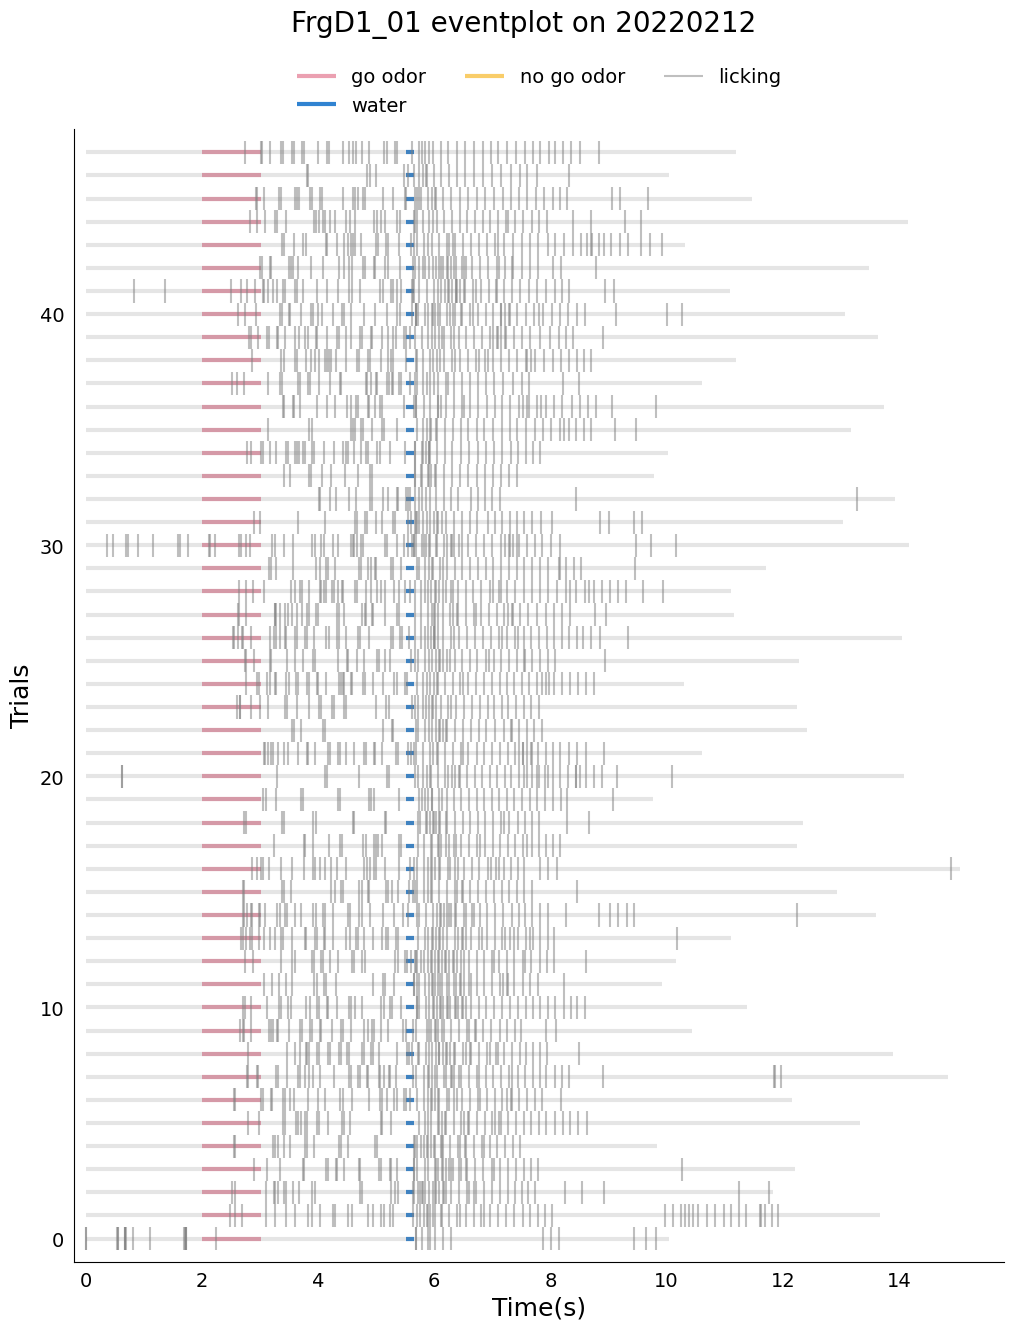 FrgD1_01 eventplot on 20220212
go odor no go odor licking
water
40
30
20
10
0
Trials
0 2 4 6 8 10 12 14
Time(s)